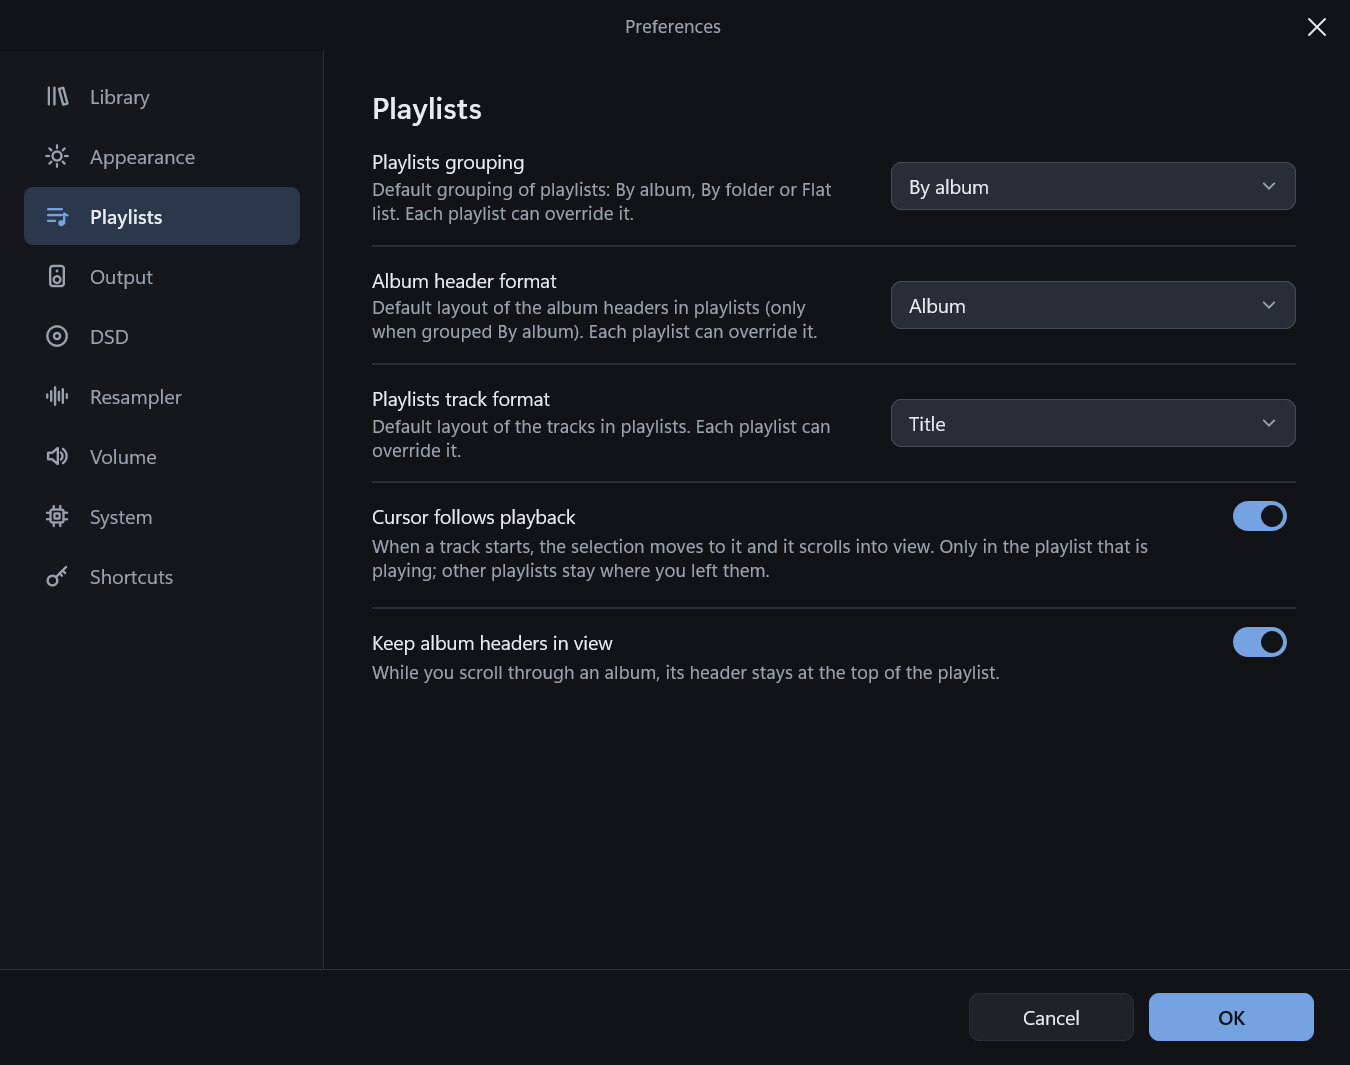 Preferences
Library
Appearance
Playlists
Output
DSD
Resampler
Volume
System
Shortcuts
Playlists
Playlists grouping
Default grouping of playlists: By album, By folder or Flat
list. Each playlist can override it.
By album
Album header format
Default layout of the album headers in playlists (only
when grouped By album). Each playlist can override it.
Album
Playlists track format
Default layout of the tracks in playlists. Each playlist can
override it.
Title
Cursor follows playback
When a track starts, the selection moves to it and it scrolls into view. Only in the playlist that is
playing; other playlists stay where you left them.
Keep album headers in view
While you scroll through an album, its header stays at the top of the playlist.
Cancel
OK